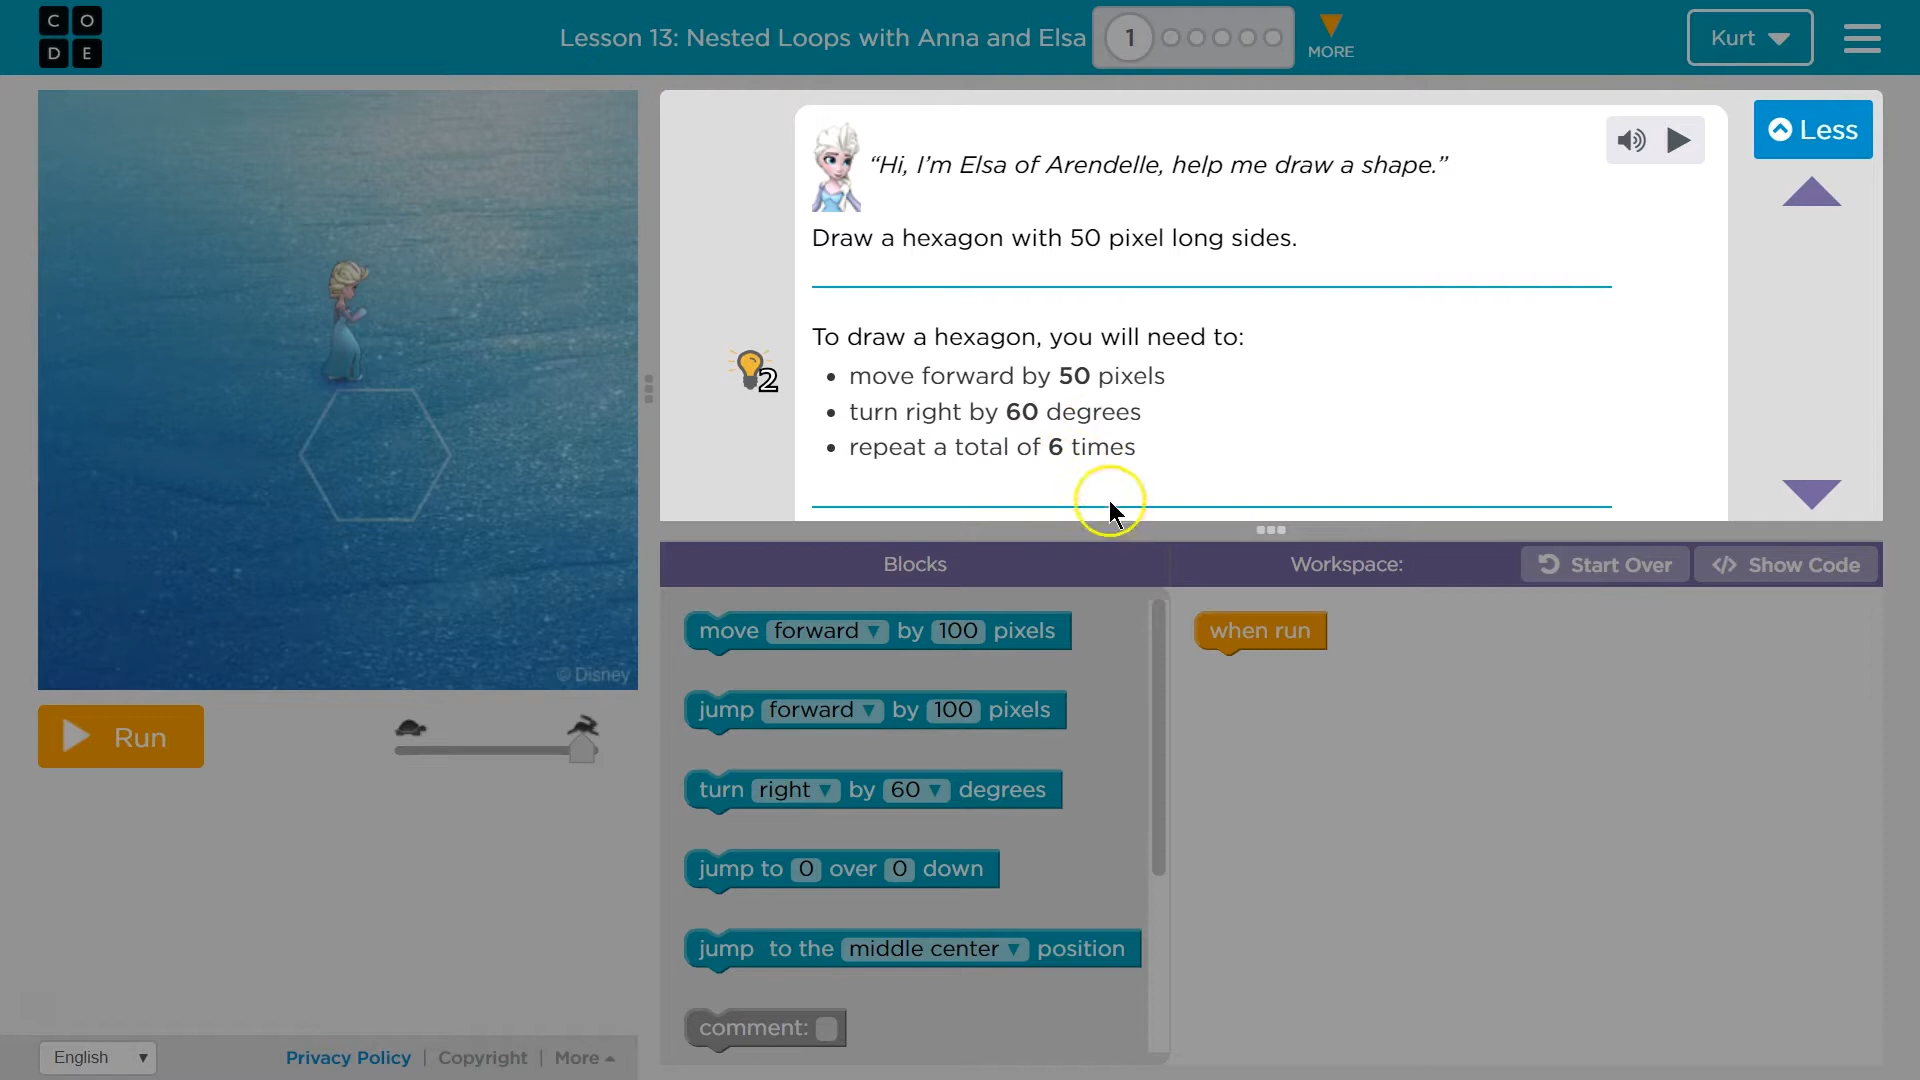 CODE
Lesson 13: Nested Loops with Anna and Elsa
1
MORE
Kurt
“Hi, I’m Elsa of Arendelle, help me draw a shape.”
Less
Draw a hexagon with 50 pixel long sides.
To draw a hexagon, you will need to:
• move forward by 50 pixels
• turn right by 60 degrees
• repeat a total of 6 times
2
© Disney
Run
Blocks
Workspace:
Start Over
</> Show Code
move forward ▼ by 100 pixels
jump forward ▼ by 100 pixels
turn right ▼ by 60 ▼ degrees
jump to 0 over 0 down
jump to the middle center ▼ position
comment:
when run
English ▼
Privacy Policy | Copyright | More